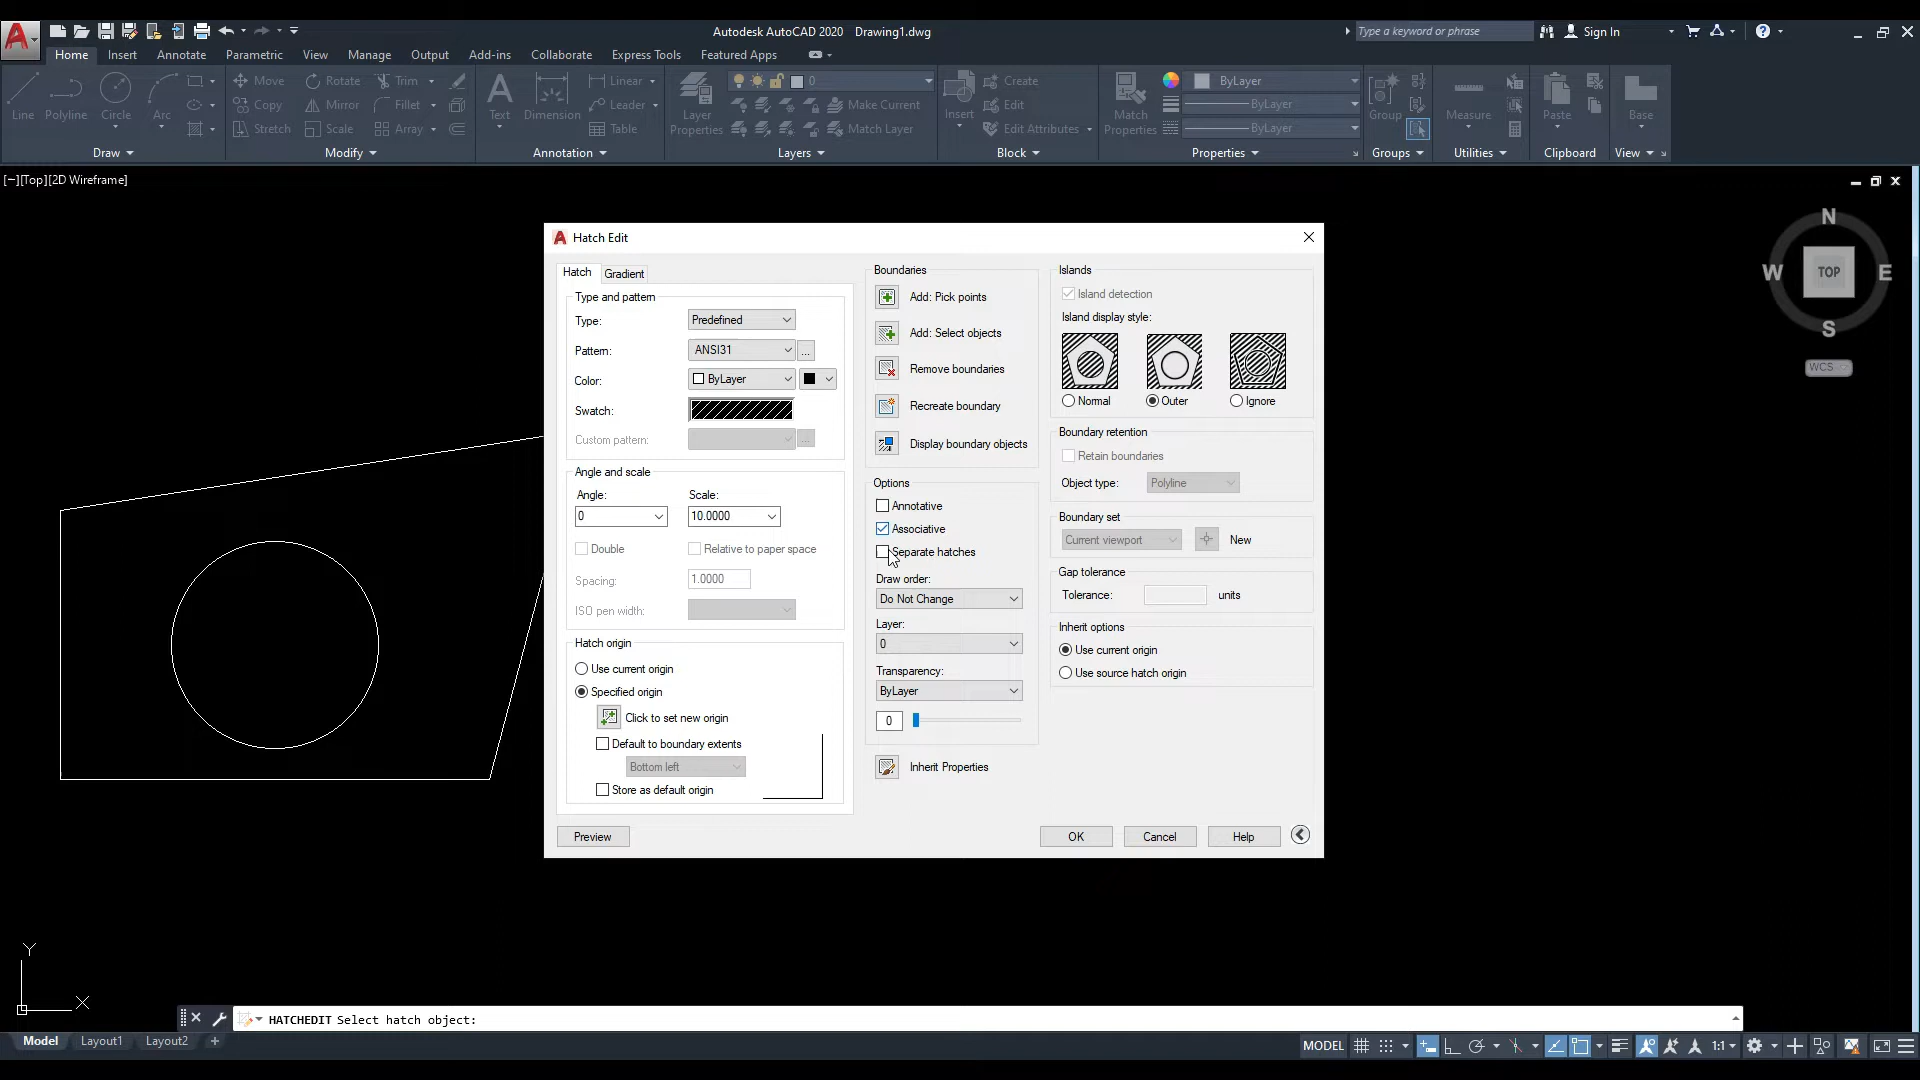 Autodesk AutoCAD 2020 Drawing1.dwg
Type a keyword or phrase
Sign In
Home Insert Annotate Parametric View Manage Output Add-ins Collaborate Express Tools Featured Apps
Line Polyline Circle Arc
Draw
Move Rotate Trim
Copy Mirror Fillet
Stretch Scale Array
Modify
Text Dimension
Linear
Leader
Table
Annotation
Layer Properties
0
Make Current
Match Layer
Layers
Insert
Create
Edit
Edit Attributes
Block
Match Properties
ByLayer
ByLayer
ByLayer
Properties
Group
Groups
Measure
Utilities
Paste
Clipboard
Base
View
[−][Top][2D Wireframe]
N
W TOP E
S
WCS
Hatch Edit
Hatch Gradient
Type and pattern
Type: Predefined
Pattern: ANSI31 ...
Color: ByLayer
Swatch:
Custom pattern: ...
Angle and scale
Angle: Scale:
0 10.0000
Double Relative to paper space
Spacing: 1.0000
ISO pen width:
Hatch origin
Use current origin
Specified origin
Click to set new origin
Default to boundary extents
Bottom left
Store as default origin
Preview
Boundaries
Add: Pick points
Add: Select objects
Remove boundaries
Recreate boundary
Display boundary objects
Options
Annotative
Associative
Separate hatches
Draw order:
Do Not Change
Layer:
0
Transparency:
ByLayer
0
Inherit Properties
Islands
Island detection
Island display style:
Normal Outer Ignore
Boundary retention
Retain boundaries
Object type: Polyline
Boundary set
Current viewport New
Gap tolerance
Tolerance: units
Inherit options
Use current origin
Use source hatch origin
OK Cancel Help
Y
X
HATCHEDIT Select hatch object:
Model Layout1 Layout2 +
MODEL 1:1